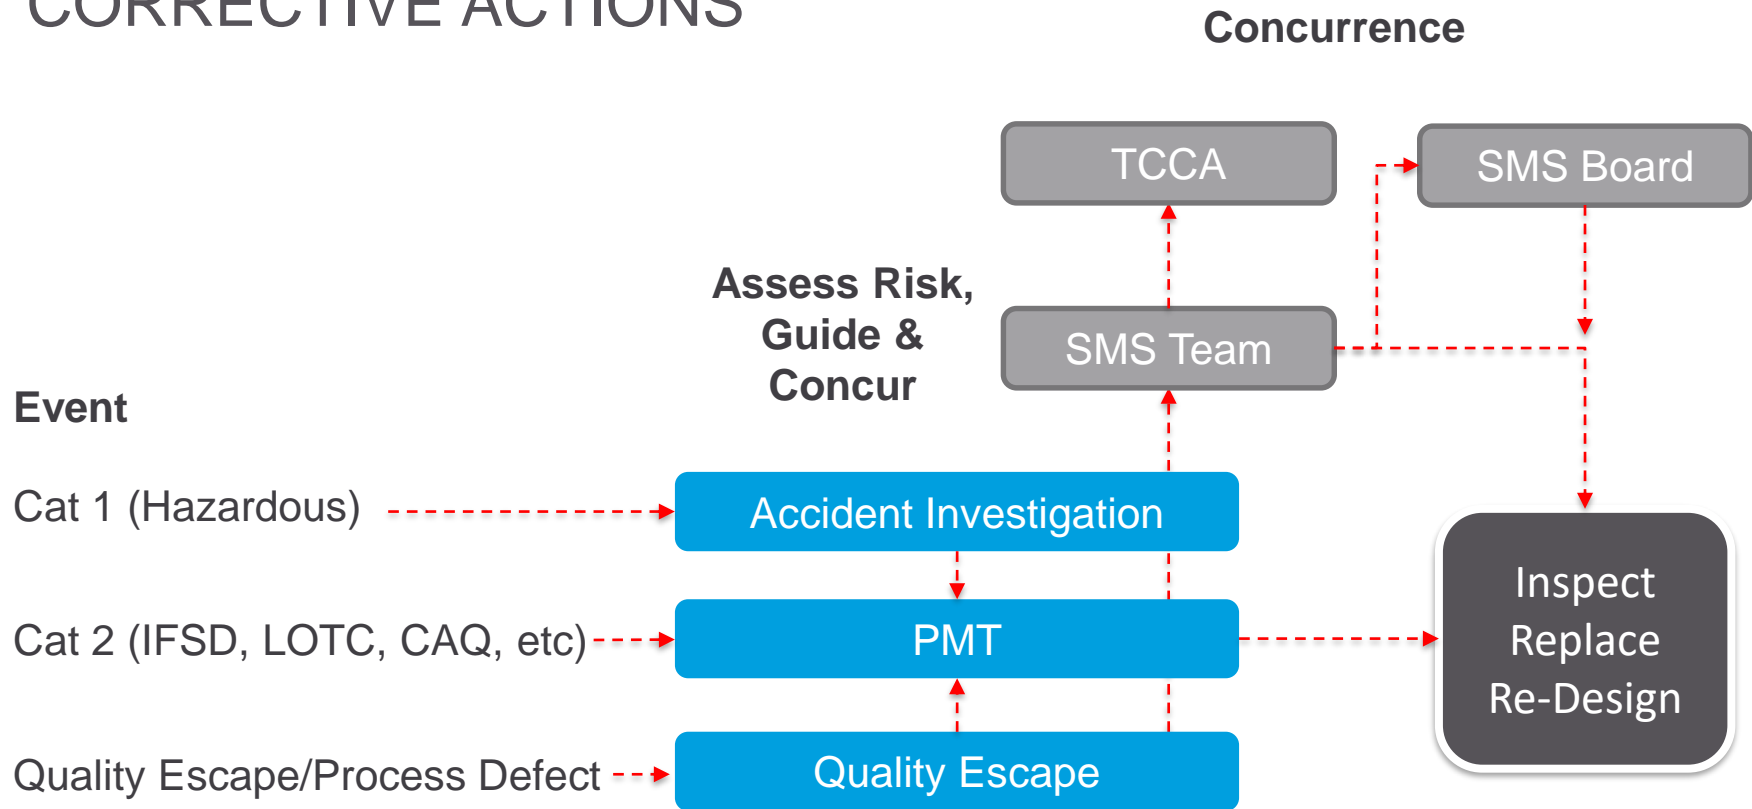 CORRECTIVE ACTIONS
Concurrence
TCCA
SMS Board
Assess Risk,
Guide &
Concur
SMS Team
Event
Cat 1 (Hazardous)
Accident Investigation
Cat 2 (IFSD, LOTC, CAQ, etc)
PMT
Inspect
Replace
Re-Design
Quality Escape/Process Defect
Quality Escape